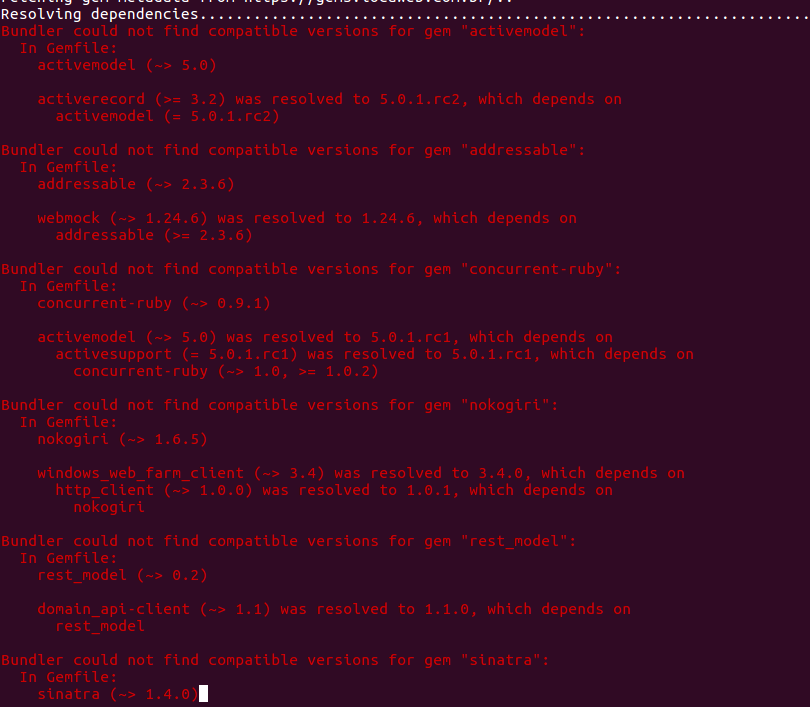 Fetching gem metadata from https://gems.locaweb.com.br/..
Resolving dependencies....................................................................
Bundler could not find compatible versions for gem "activemodel":
  In Gemfile:
    activemodel (~> 5.0)
    activerecord (>= 3.2) was resolved to 5.0.1.rc2, which depends on
      activemodel (= 5.0.1.rc2)
Bundler could not find compatible versions for gem "addressable":
  In Gemfile:
    addressable (~> 2.3.6)
    webmock (~> 1.24.6) was resolved to 1.24.6, which depends on
      addressable (>= 2.3.6)
Bundler could not find compatible versions for gem "concurrent-ruby":
  In Gemfile:
    concurrent-ruby (~> 0.9.1)
    activemodel (~> 5.0) was resolved to 5.0.1.rc1, which depends on
      activesupport (= 5.0.1.rc1) was resolved to 5.0.1.rc1, which depends on
        concurrent-ruby (~> 1.0, >= 1.0.2)
Bundler could not find compatible versions for gem "nokogiri":
  In Gemfile:
    nokogiri (~> 1.6.5)
    windows_web_farm_client (~> 3.4) was resolved to 3.4.0, which depends on
      http_client (~> 1.0.0) was resolved to 1.0.1, which depends on
        nokogiri
Bundler could not find compatible versions for gem "rest_model":
  In Gemfile:
    rest_model (~> 0.2)
    domain_api-client (~> 1.1) was resolved to 1.1.0, which depends on
      rest_model
Bundler could not find compatible versions for gem "sinatra":
  In Gemfile:
    sinatra (~> 1.4.0)